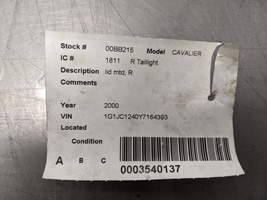 Stock # 00BB215 Model CAVALIER
IC # 1811 R Taillight
Description lid mtd, R.
Comments
Year 2000
VIN 1G1JC1240Y7164393
Located
Condition
A B C
0003540137